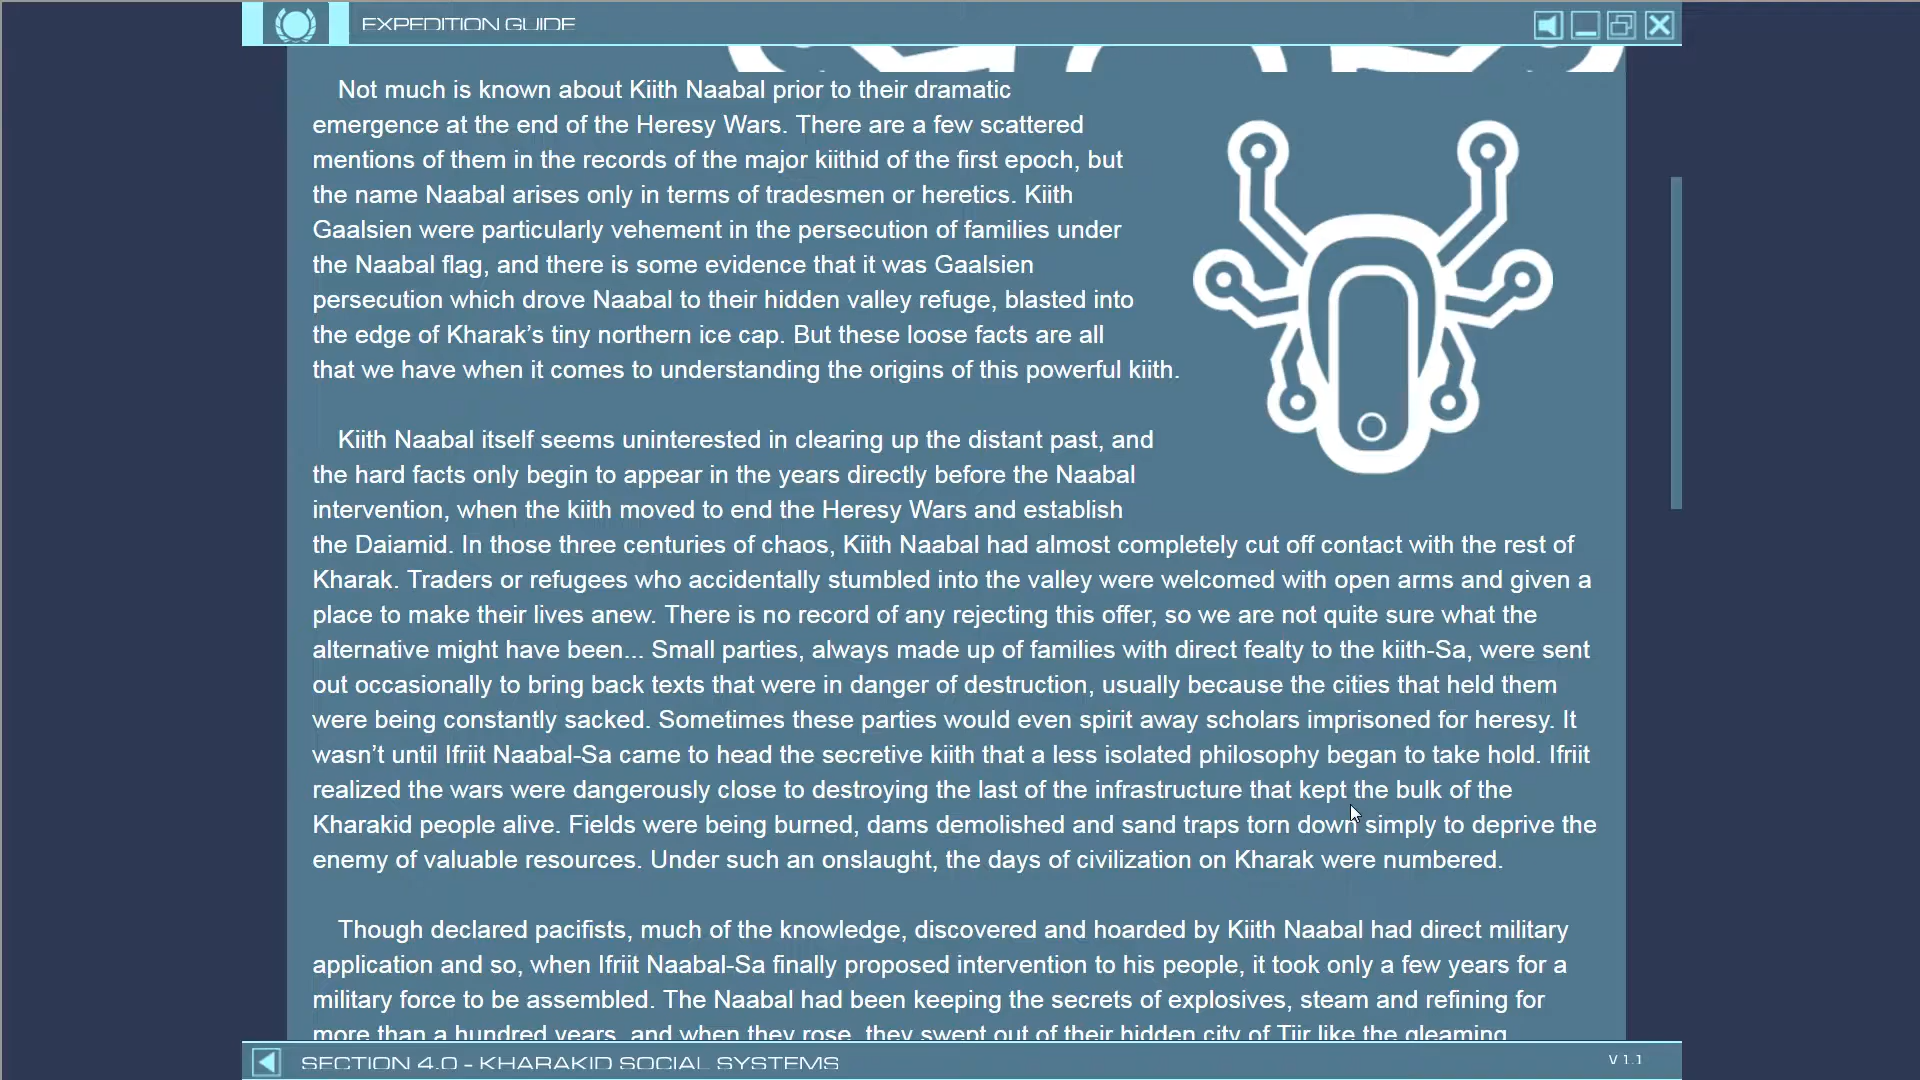 EXPEDITION GUIDE
Not much is known about Kiith Naabal prior to their dramatic
emergence at the end of the Heresy Wars. There are a few scattered
mentions of them in the records of the major kiithid of the first epoch, but
the name Naabal arises only in terms of tradesmen or heretics. Kiith
Gaalsien were particularly vehement in the persecution of families under
the Naabal flag, and there is some evidence that it was Gaalsien
persecution which drove Naabal to their hidden valley refuge, blasted into
the edge of Kharak’s tiny northern ice cap. But these loose facts are all
that we have when it comes to understanding the origins of this powerful kiith.
Kiith Naabal itself seems uninterested in clearing up the distant past, and
the hard facts only begin to appear in the years directly before the Naabal
intervention, when the kiith moved to end the Heresy Wars and establish
the Daiamid. In those three centuries of chaos, Kiith Naabal had almost completely cut off contact with the rest of
Kharak. Traders or refugees who accidentally stumbled into the valley were welcomed with open arms and given a
place to make their lives anew. There is no record of any rejecting this offer, so we are not quite sure what the
alternative might have been... Small parties, always made up of families with direct fealty to the kiith-Sa, were sent
out occasionally to bring back texts that were in danger of destruction, usually because the cities that held them
were being constantly sacked. Sometimes these parties would even spirit away scholars imprisoned for heresy. It
wasn’t until Ifriit Naabal-Sa came to head the secretive kiith that a less isolated philosophy began to take hold. Ifriit
realized the wars were dangerously close to destroying the last of the infrastructure that kept the bulk of the
Kharakid people alive. Fields were being burned, dams demolished and sand traps torn down simply to deprive the
enemy of valuable resources. Under such an onslaught, the days of civilization on Kharak were numbered.
Though declared pacifists, much of the knowledge, discovered and hoarded by Kiith Naabal had direct military
application and so, when Ifriit Naabal-Sa finally proposed intervention to his people, it took only a few years for a
military force to be assembled. The Naabal had been keeping the secrets of explosives, steam and refining for
more than a hundred years, and when they rose, they swept out of their hidden city of Tiir like the gleaming
SECTION 4.0 - KHARAKID SOCIAL SYSTEMS
V 1.1